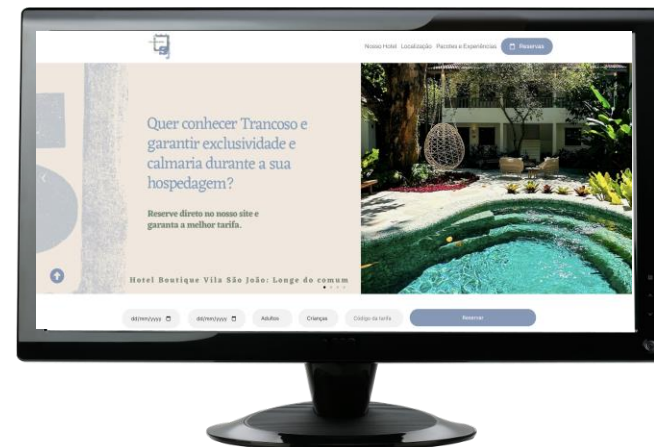 Nosso Hotel Localização Pacotes e Experiências Reservas
Quer conhecer Trancoso e
garantir exclusividade e
calmaria durante a sua
hospedagem?
Reserve direto no nosso site e
garanta a melhor tarifa.
Hotel Boutique Vila São João: Longe do comum
dd/mm/yyyy dd/mm/yyyy Adultos Crianças Código da tarifa Reservar